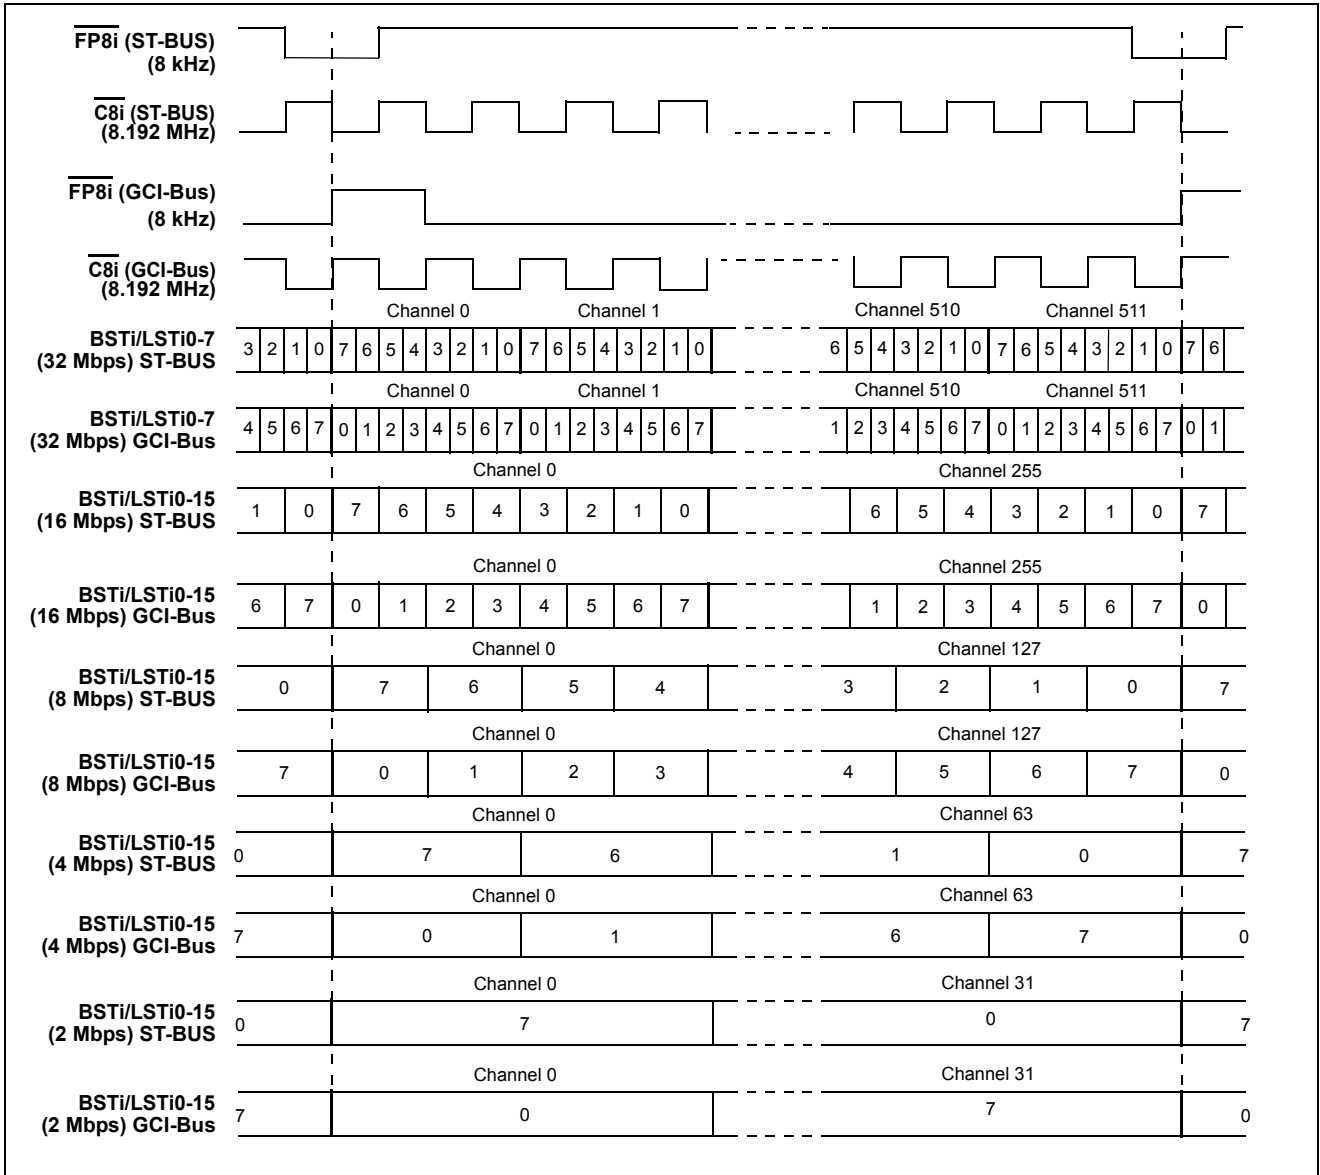 FP8i (ST-BUS)
(8 kHz)
C8i (ST-BUS)
(8.192 MHz)
FP8i (GCI-Bus)
(8 kHz)
C8i (GCI-Bus)
(8.192 MHz)
Channel 0 Channel 1 Channel 510 Channel 511
BSTi/LSTi0-7
(32 Mbps) ST-BUS
3 2 1 0 7 6 5 4 3 2 1 0 7 6 5 4 3 2 1 0 6 5 4 3 2 1 0 7 6 5 4 3 2 1 0 7 6
Channel 0 Channel 1 Channel 510 Channel 511
BSTi/LSTi0-7
(32 Mbps) GCI-Bus
4 5 6 7 0 1 2 3 4 5 6 7 0 1 2 3 4 5 6 7 1 2 3 4 5 6 7 0 1 2 3 4 5 6 7 0 1
Channel 0 Channel 255
BSTi/LSTi0-15
(16 Mbps) ST-BUS
1 0 7 6 5 4 3 2 1 0 6 5 4 3 2 1 0 7
Channel 0 Channel 255
BSTi/LSTi0-15
(16 Mbps) GCI-Bus
6 7 0 1 2 3 4 5 6 7 1 2 3 4 5 6 7 0
Channel 0 Channel 127
BSTi/LSTi0-15
(8 Mbps) ST-BUS
0 7 6 5 4 3 2 1 0 7
Channel 0 Channel 127
BSTi/LSTi0-15
(8 Mbps) GCI-Bus
7 0 1 2 3 4 5 6 7 0
Channel 0 Channel 63
BSTi/LSTi0-15
(4 Mbps) ST-BUS
0 7 6 1 0 7
Channel 0 Channel 63
BSTi/LSTi0-15
(4 Mbps) GCI-Bus
7 0 1 6 7 0
Channel 0 Channel 31
BSTi/LSTi0-15
(2 Mbps) ST-BUS
0 7 0 7
Channel 0 Channel 31
BSTi/LSTi0-15
(2 Mbps) GCI-Bus
7 0 7 0